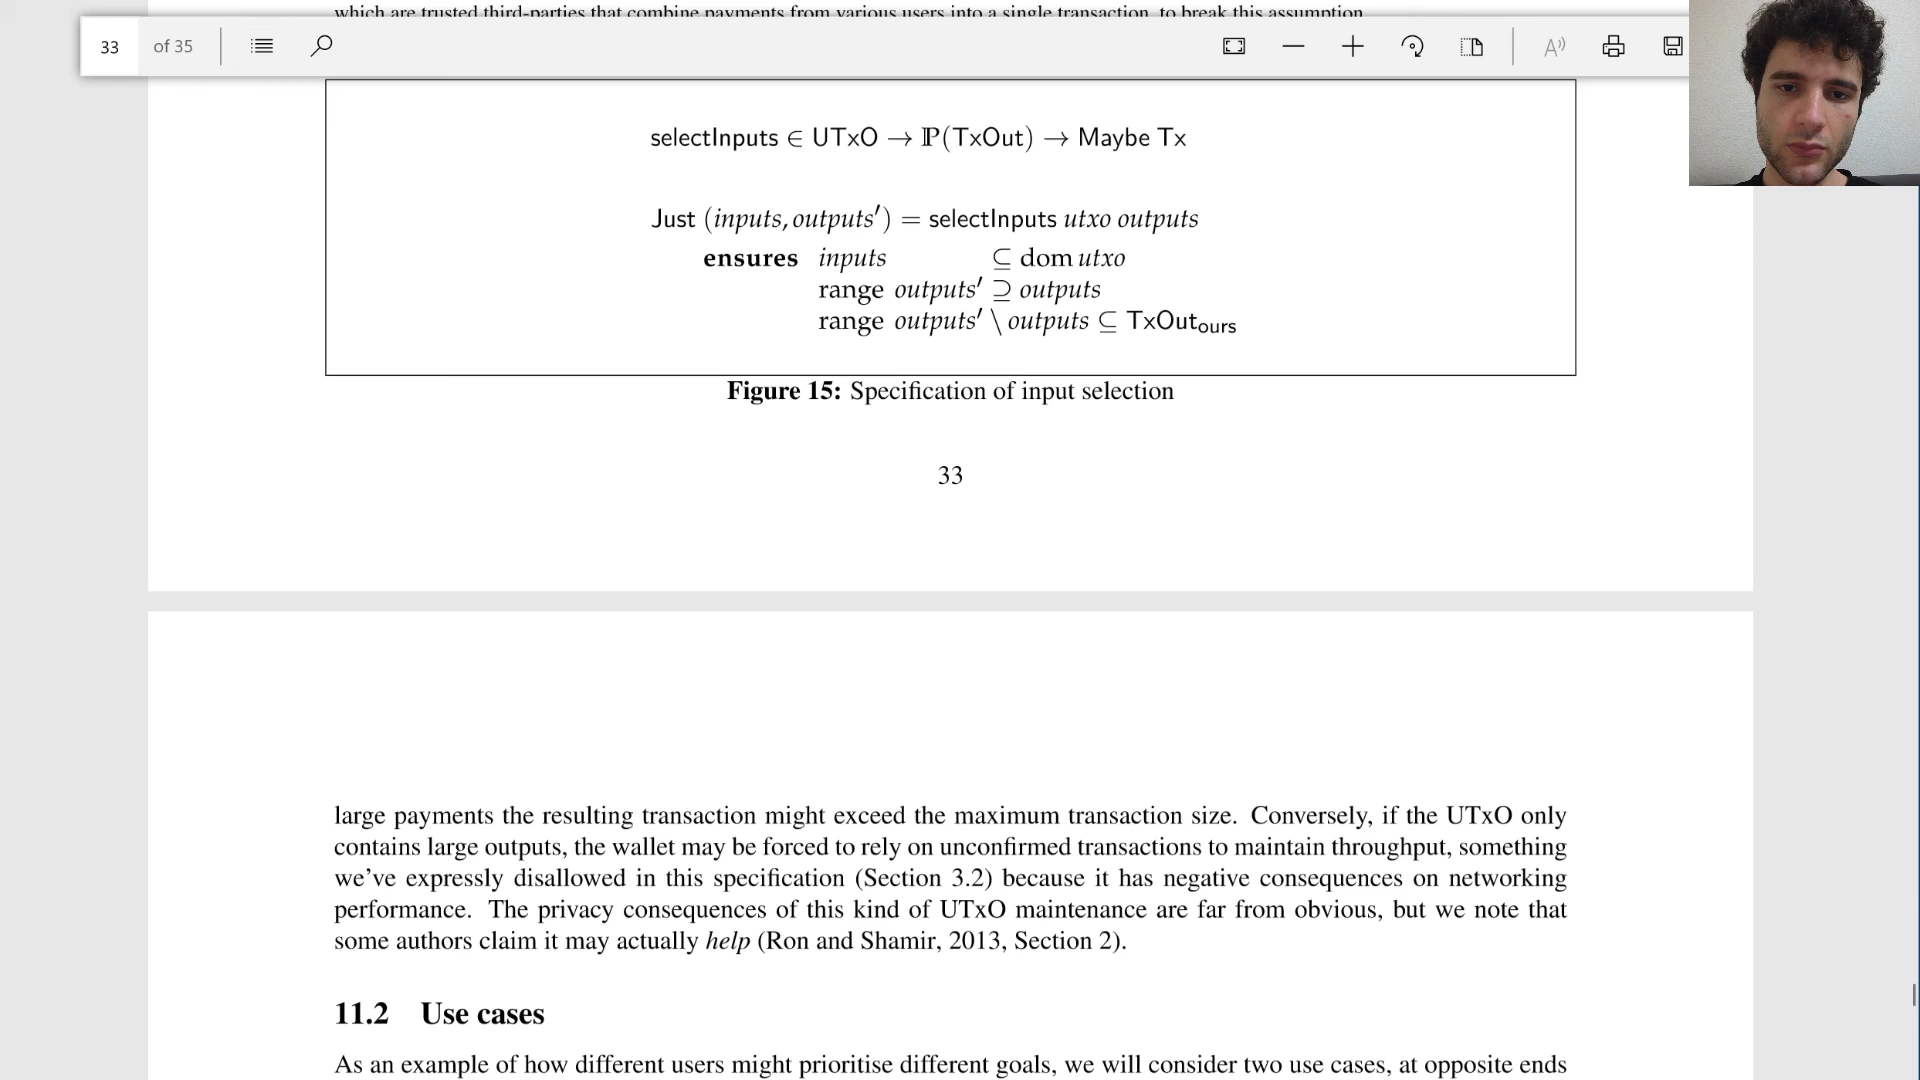 which are trusted third-parties that combine payments from various users into a single transaction, to break this assumption
33 of 35
selectInputs ∈ UTxO → ℙ(TxOut) → Maybe Tx
Just (inputs, outputs′) = selectInputs utxo outputs
ensures inputs ⊆ dom utxo
range outputs′ ⊇ outputs
range outputs′ \ outputs ⊆ TxOutours
Figure 15: Specification of input selection
33
large payments the resulting transaction might exceed the maximum transaction size. Conversely, if the UTxO only
contains large outputs, the wallet may be forced to rely on unconfirmed transactions to maintain throughput, something
we've expressly disallowed in this specification (Section 3.2) because it has negative consequences on networking
performance. The privacy consequences of this kind of UTxO maintenance are far from obvious, but we note that
some authors claim it may actually help (Ron and Shamir, 2013, Section 2).
11.2 Use cases
As an example of how different users might prioritise different goals, we will consider two use cases, at opposite ends